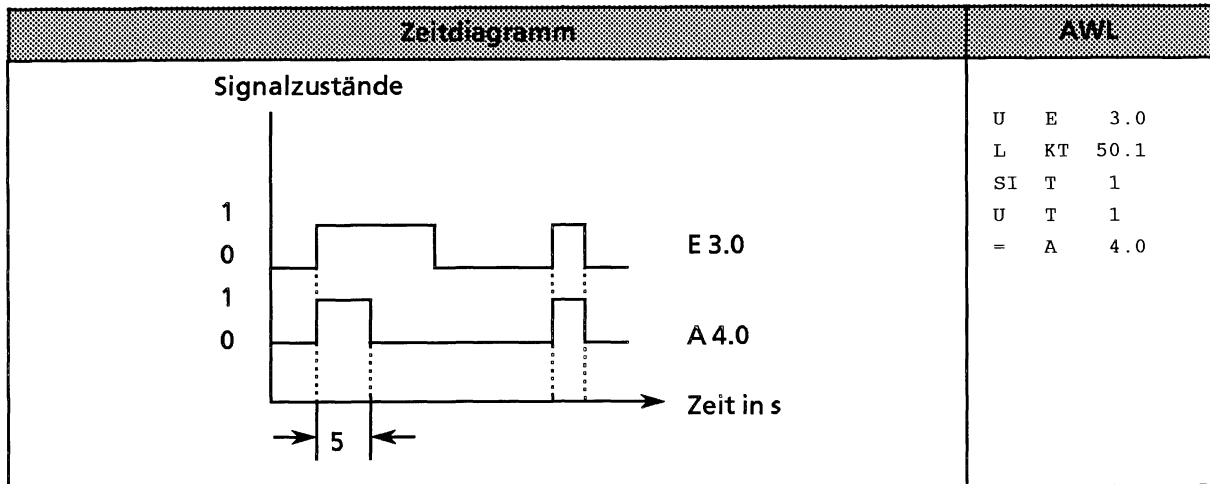 Zeitdiagramm
AWL
Signalzustände
1
0
E 3.0
1
0
A 4.0
Zeit in s
5
U E 3.0
L KT 50.1
SI T 1
U T 1
= A 4.0